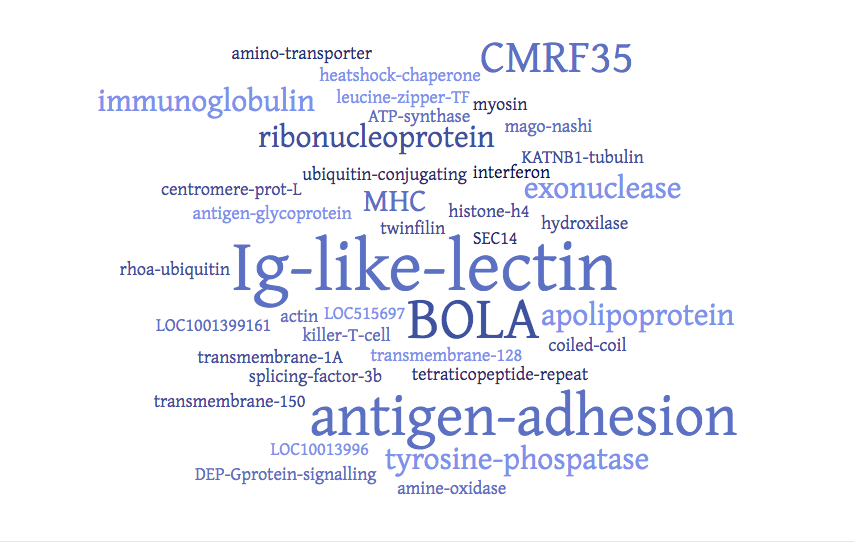 CMRF35
amino-transporter
heatshock-chaperone
immunoglobulin
leucine-zipper-TF
myosin
ATP-synthase
mago-nashi
ribonucleoprotein
KATNB1-tubulin
ubiquitin-conjugating
interferon
centromere-prot-L
exonuclease
MHC
antigen-glycoprotein
histone-h4
twinfilin
hydroxilase
SEC14
Ig-like-lectin
rhoa-ubiquitin
actin
LOC515697
BOLA
apolipoprotein
LOC1001399161
killer-T-cell
coiled-coil
transmembrane-1A
transmembrane-128
splicing-factor-3b
tetraticopeptide-repeat
transmembrane-150
antigen-adhesion
LOC10013996
tyrosine-phospatase
DEP-Gprotein-signalling
amine-oxidase